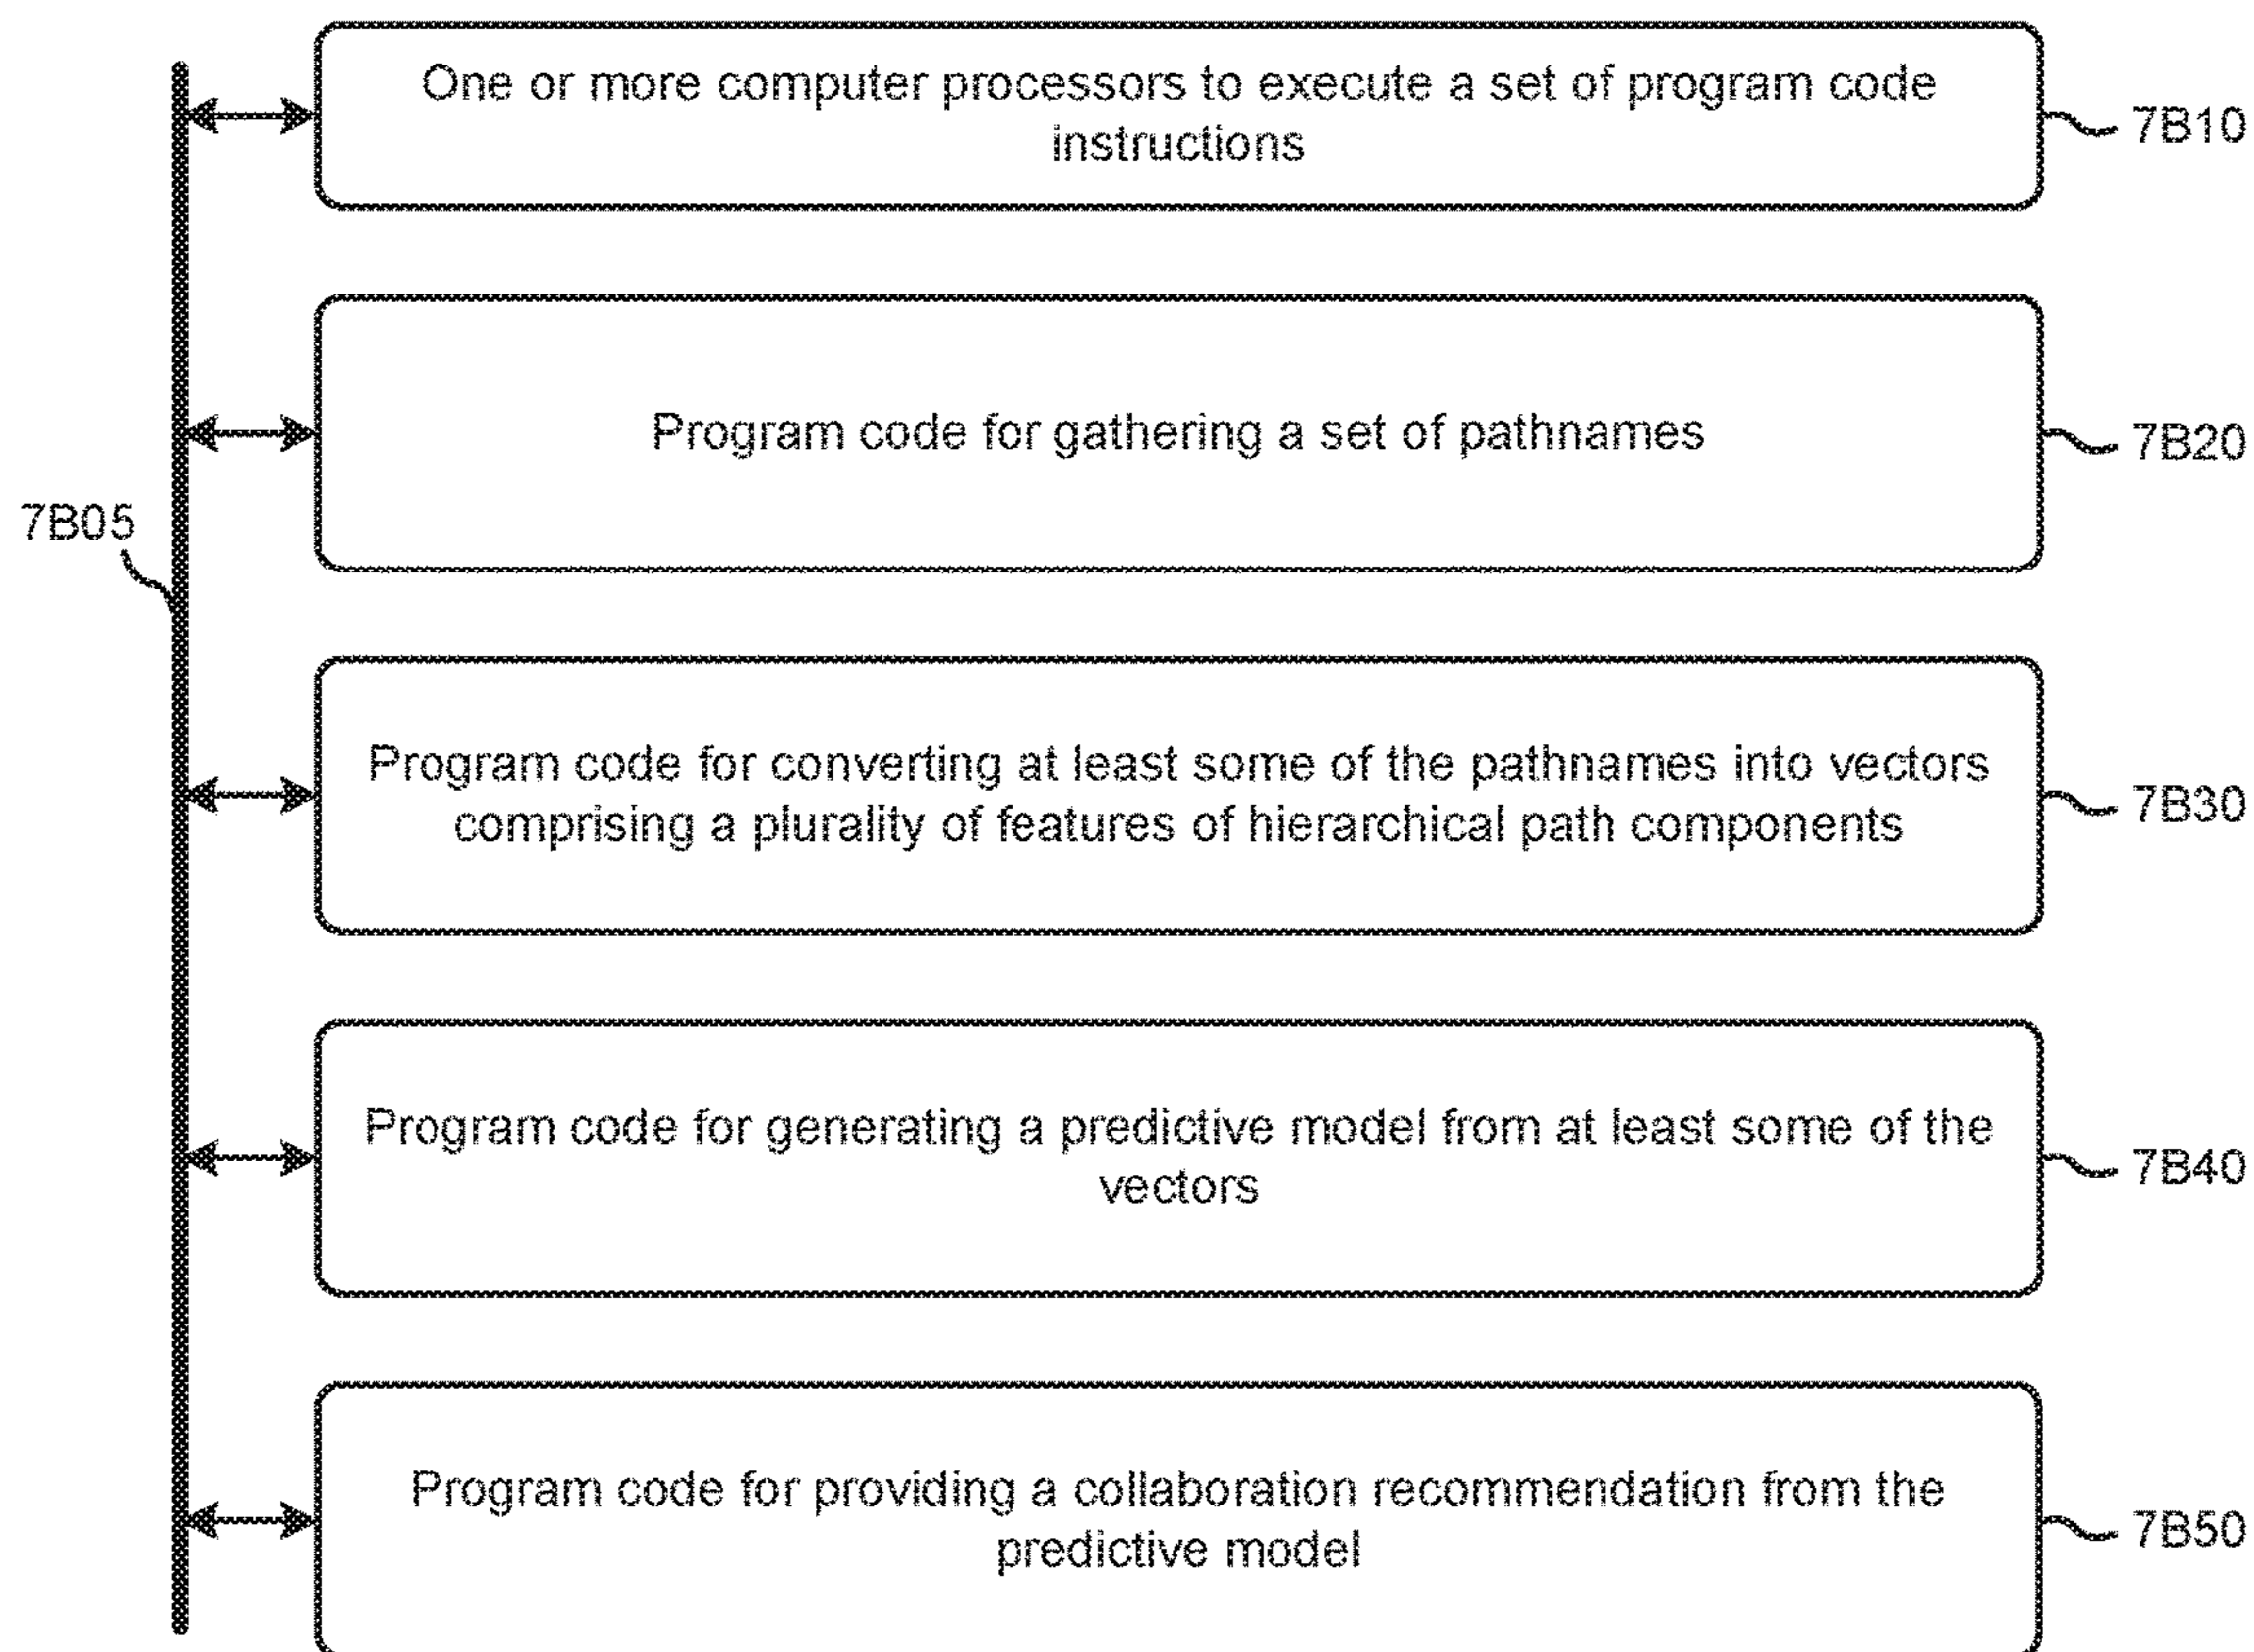 One or more computer processors to execute a set of program code
instructions
7B10
Program code for gathering a set of pathnames
7B20
7B05
Program code for converting at least some of the pathnames into vectors
comprising a plurality of features of hierarchical path components
7B30
Program code for generating a predictive model from at least some of the
vectors
7B40
Program code for providing a collaboration recommendation from the
predictive model
7B50